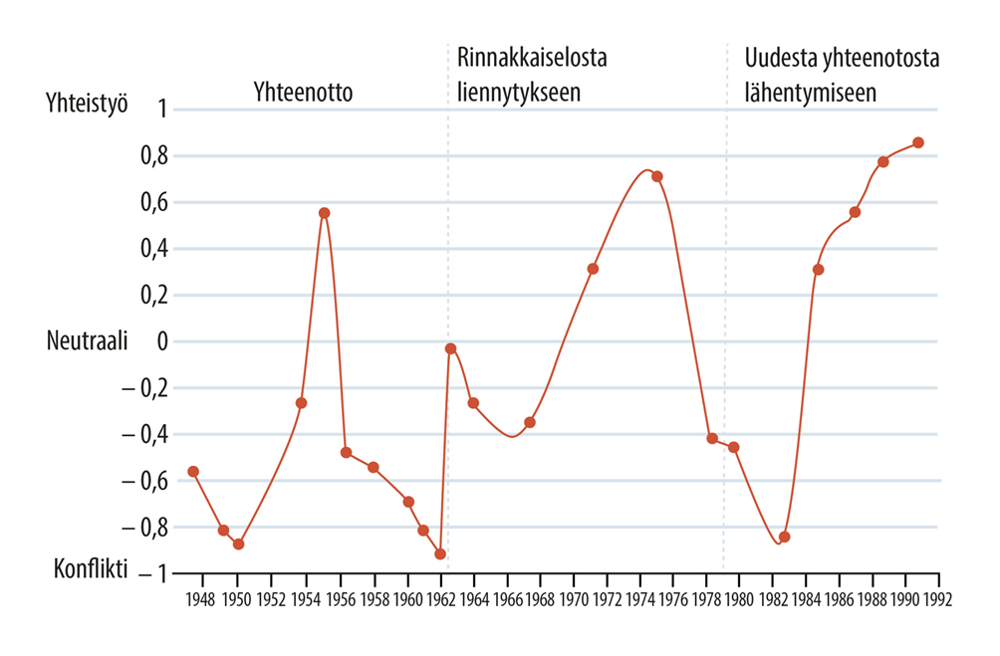 Rinnakkaiselosta
liennytykseen
Uudesta yhteenotosta
lähentymiseen
Yhteenotto
Yhteistyö 1
0,8
0,6
0,4
0,2
Neutraali 0
– 0,2
– 0,4
– 0,6
– 0,8
Konflikti – 1
1948 1950 1952 1954 1956 1958 1960 1962 1964 1966 1968 1970 1972 1974 1976 1978 1980 1982 1984 1986 1988 1990 1992